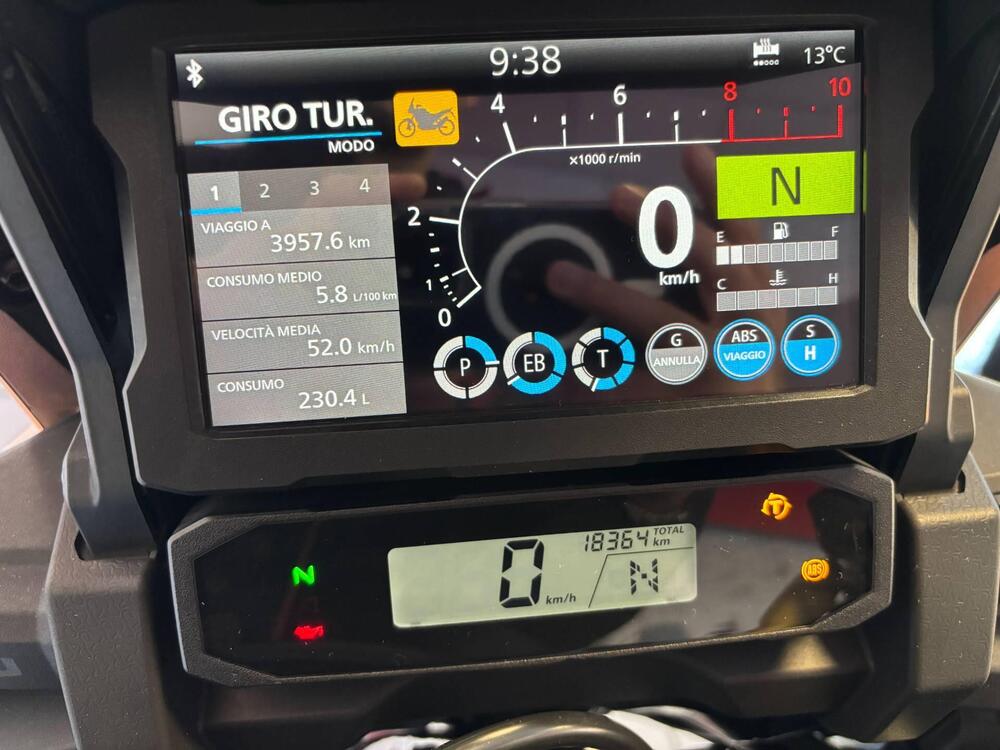 9:38
13°C
GIRO TUR.
MODO
1 2 3 4
VIAGGIO A
3957.6 km
CONSUMO MEDIO
5.8 L/100 km
VELOCITÀ MEDIA
52.0 km/h
CONSUMO
230.4 L
0 1 2 4 6 8 10
×1000 r/min
0
km/h
N
E F
C H
P
EB
T
G
ANNULLA
ABS
VIAGGIO
S
H
N
0 km/h
18364 TOTAL km
N
T
ABS